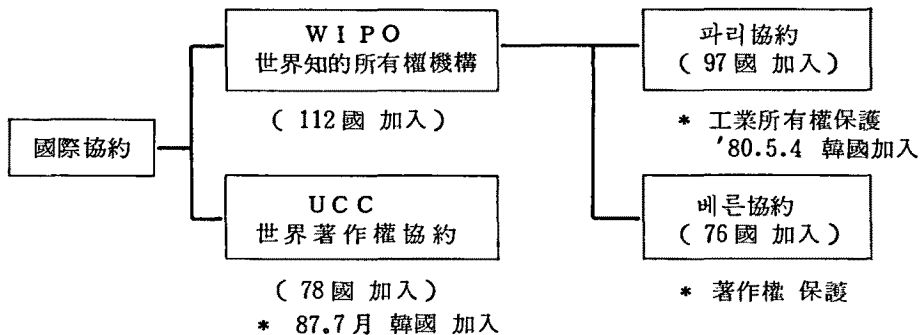 國際協約
W I P O
世界知的所有權機構
( 112國 加入 )
U C C
世界著作權協約
( 78國 加入 )
* 87.7月 韓國 加入
파리協約
( 97國 加入 )
* 工業所有權保護
'80.5.4 韓國加入
베른協約
( 76國 加入 )
* 著作權 保護